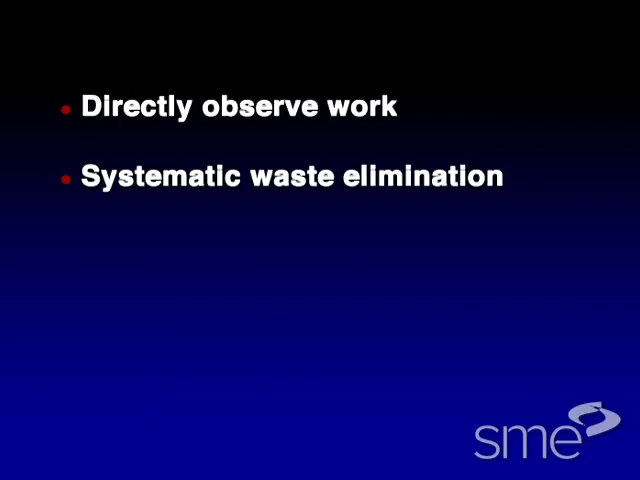 • Directly observe work
• Systematic waste elimination
sme